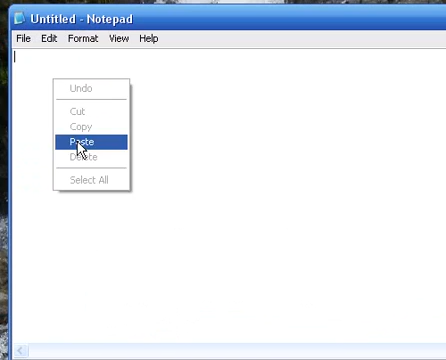 Untitled - Notepad
File Edit Format View Help
Undo
Cut
Copy
Paste
Delete
Select All